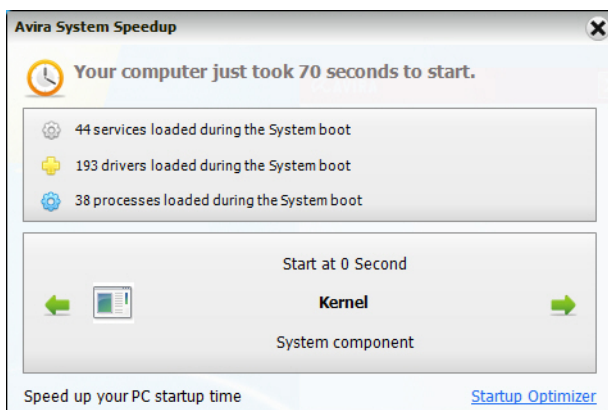 Avira System Speedup
Your computer just took 70 seconds to start.
44 services loaded during the System boot
193 drivers loaded during the System boot
38 processes loaded during the System boot
Start at 0 Second
Kernel
System component
Speed up your PC startup time
Startup Optimizer